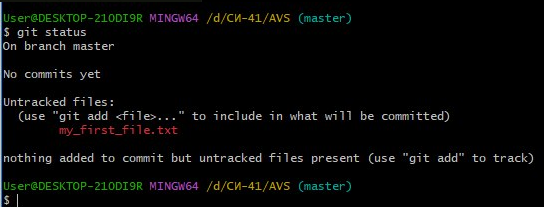 User@DESKTOP-21ODI9R MINGW64 /d/СИ-41/AVS (master)
$ git status
On branch master
No commits yet
Untracked files:
(use "git add <file>..." to include in what will be committed)
my_first_file.txt
nothing added to commit but untracked files present (use "git add" to track)
User@DESKTOP-21ODI9R MINGW64 /d/СИ-41/AVS (master)
$